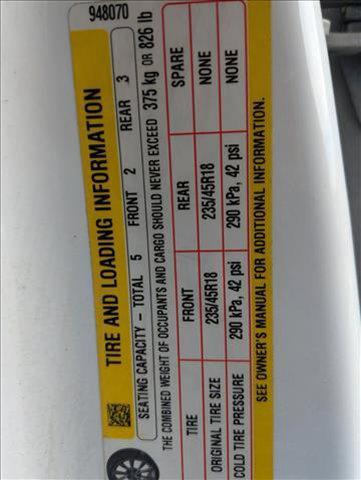 948070
TIRE AND LOADING INFORMATION
SEATING CAPACITY – TOTAL 5 FRONT 2 REAR 3
THE COMBINED WEIGHT OF OCCUPANTS AND CARGO SHOULD NEVER EXCEED 375 kg OR 826 lb
TIRE FRONT REAR SPARE
ORIGINAL TIRE SIZE 235/45R18 235/45R18 NONE
COLD TIRE PRESSURE 290 kPa, 42 psi 290 kPa, 42 psi NONE
SEE OWNER'S MANUAL FOR ADDITIONAL INFORMATION.